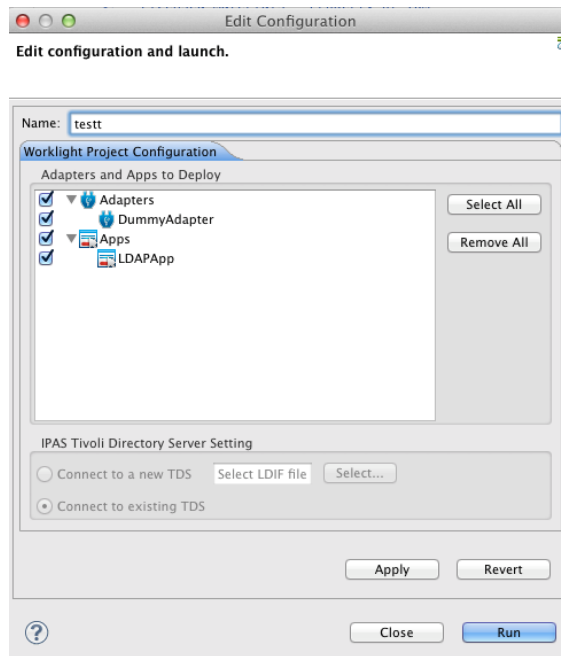 Edit Configuration
Edit configuration and launch.
Name: testt
Worklight Project Configuration
Adapters and Apps to Deploy
Adapters
DummyAdapter
Apps
LDAPApp
Select All
Remove All
IPAS Tivoli Directory Server Setting
Connect to a new TDS Select LDIF file Select...
Connect to existing TDS
Apply Revert
? Close Run